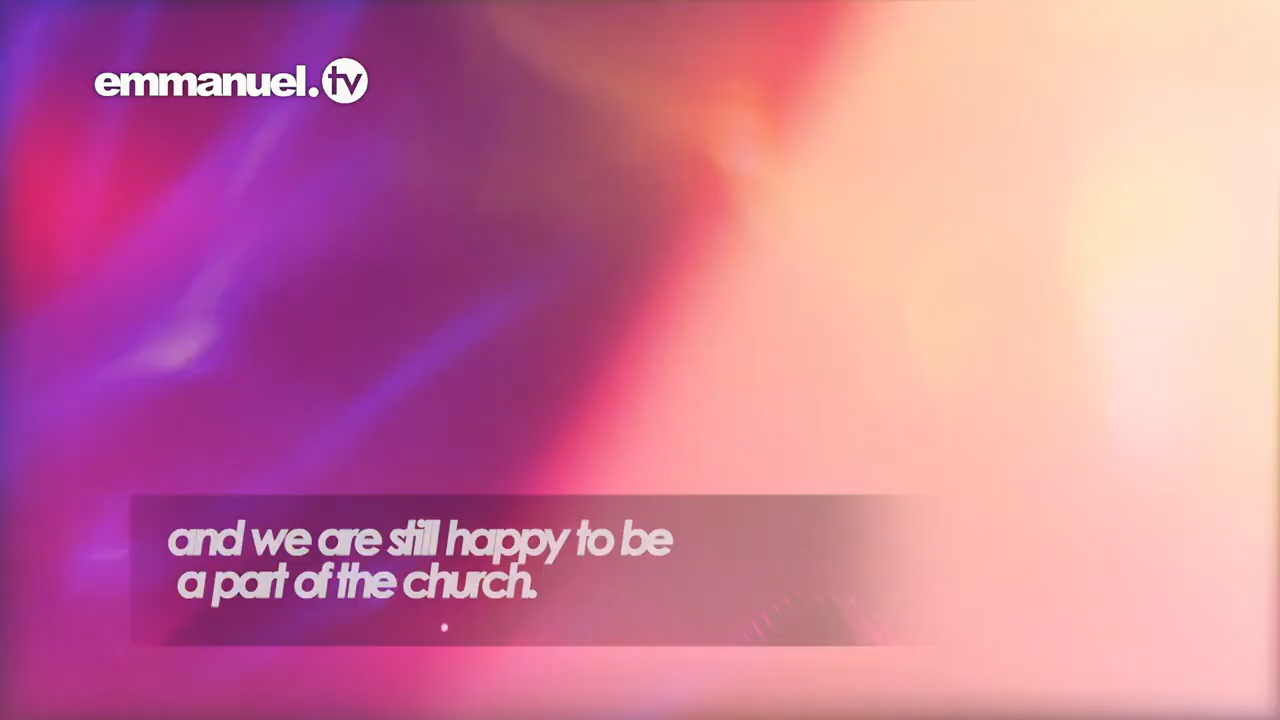 emmanuel.tv
and we are still happy to be
a part of the church.